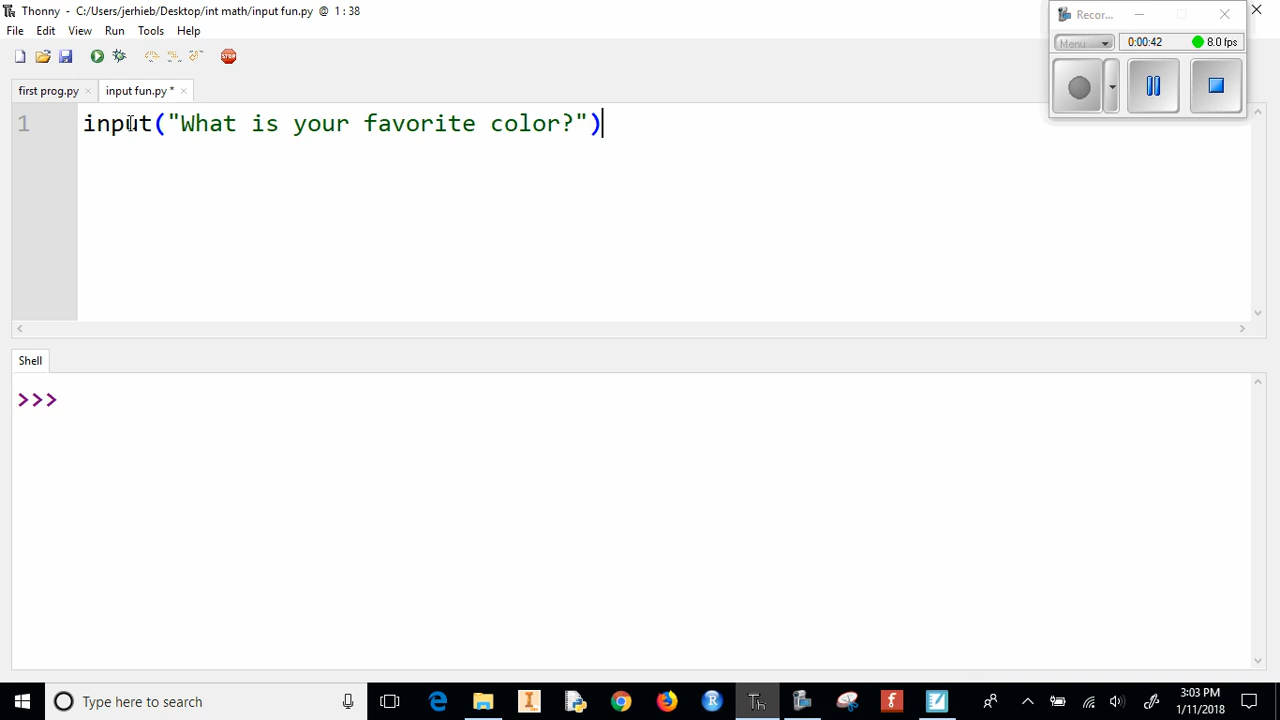 Thonny - C:/Users/jerhieb/Desktop/int math/input fun.py @ 1 : 38
File Edit View Run Tools Help
STOP
first prog.py × input fun.py * ×
1 input("What is your favorite color?")
Shell
>>>
Recor...
Menu 0:00:42 8.0 fps
Type here to search
Th
3:03 PM
1/11/2018